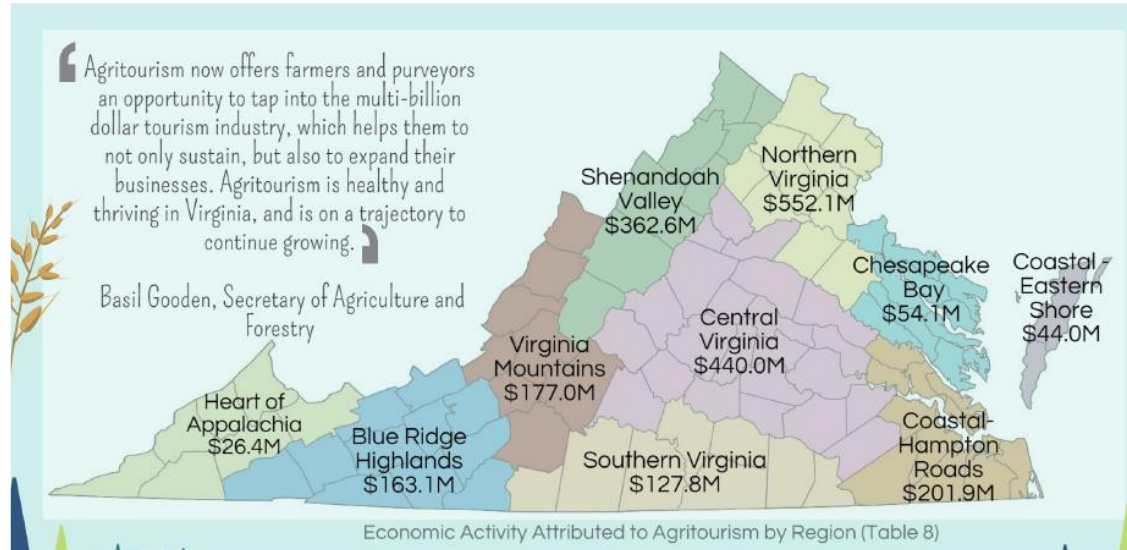 Agritourism now offers farmers and purveyors
an opportunity to tap into the multi-billion
dollar tourism industry, which helps them to
not only sustain, but also to expand their
businesses. Agritourism is healthy and
thriving in Virginia, and is on a trajectory to
continue growing.
Basil Gooden, Secretary of Agriculture and
Forestry
Shenandoah
Valley
$362.6M
Northern
Virginia
$552.1M
Chesapeake
Bay
$54.1M
Coastal -
Eastern
Shore
$44.0M
Central
Virginia
$440.0M
Virginia
Mountains
$177.0M
Heart of
Appalachia
$26.4M
Blue Ridge
Highlands
$163.1M
Southern Virginia
$127.8M
Coastal-
Hampton
Roads
$201.9M
Economic Activity Attributed to Agritourism by Region (Table 8)